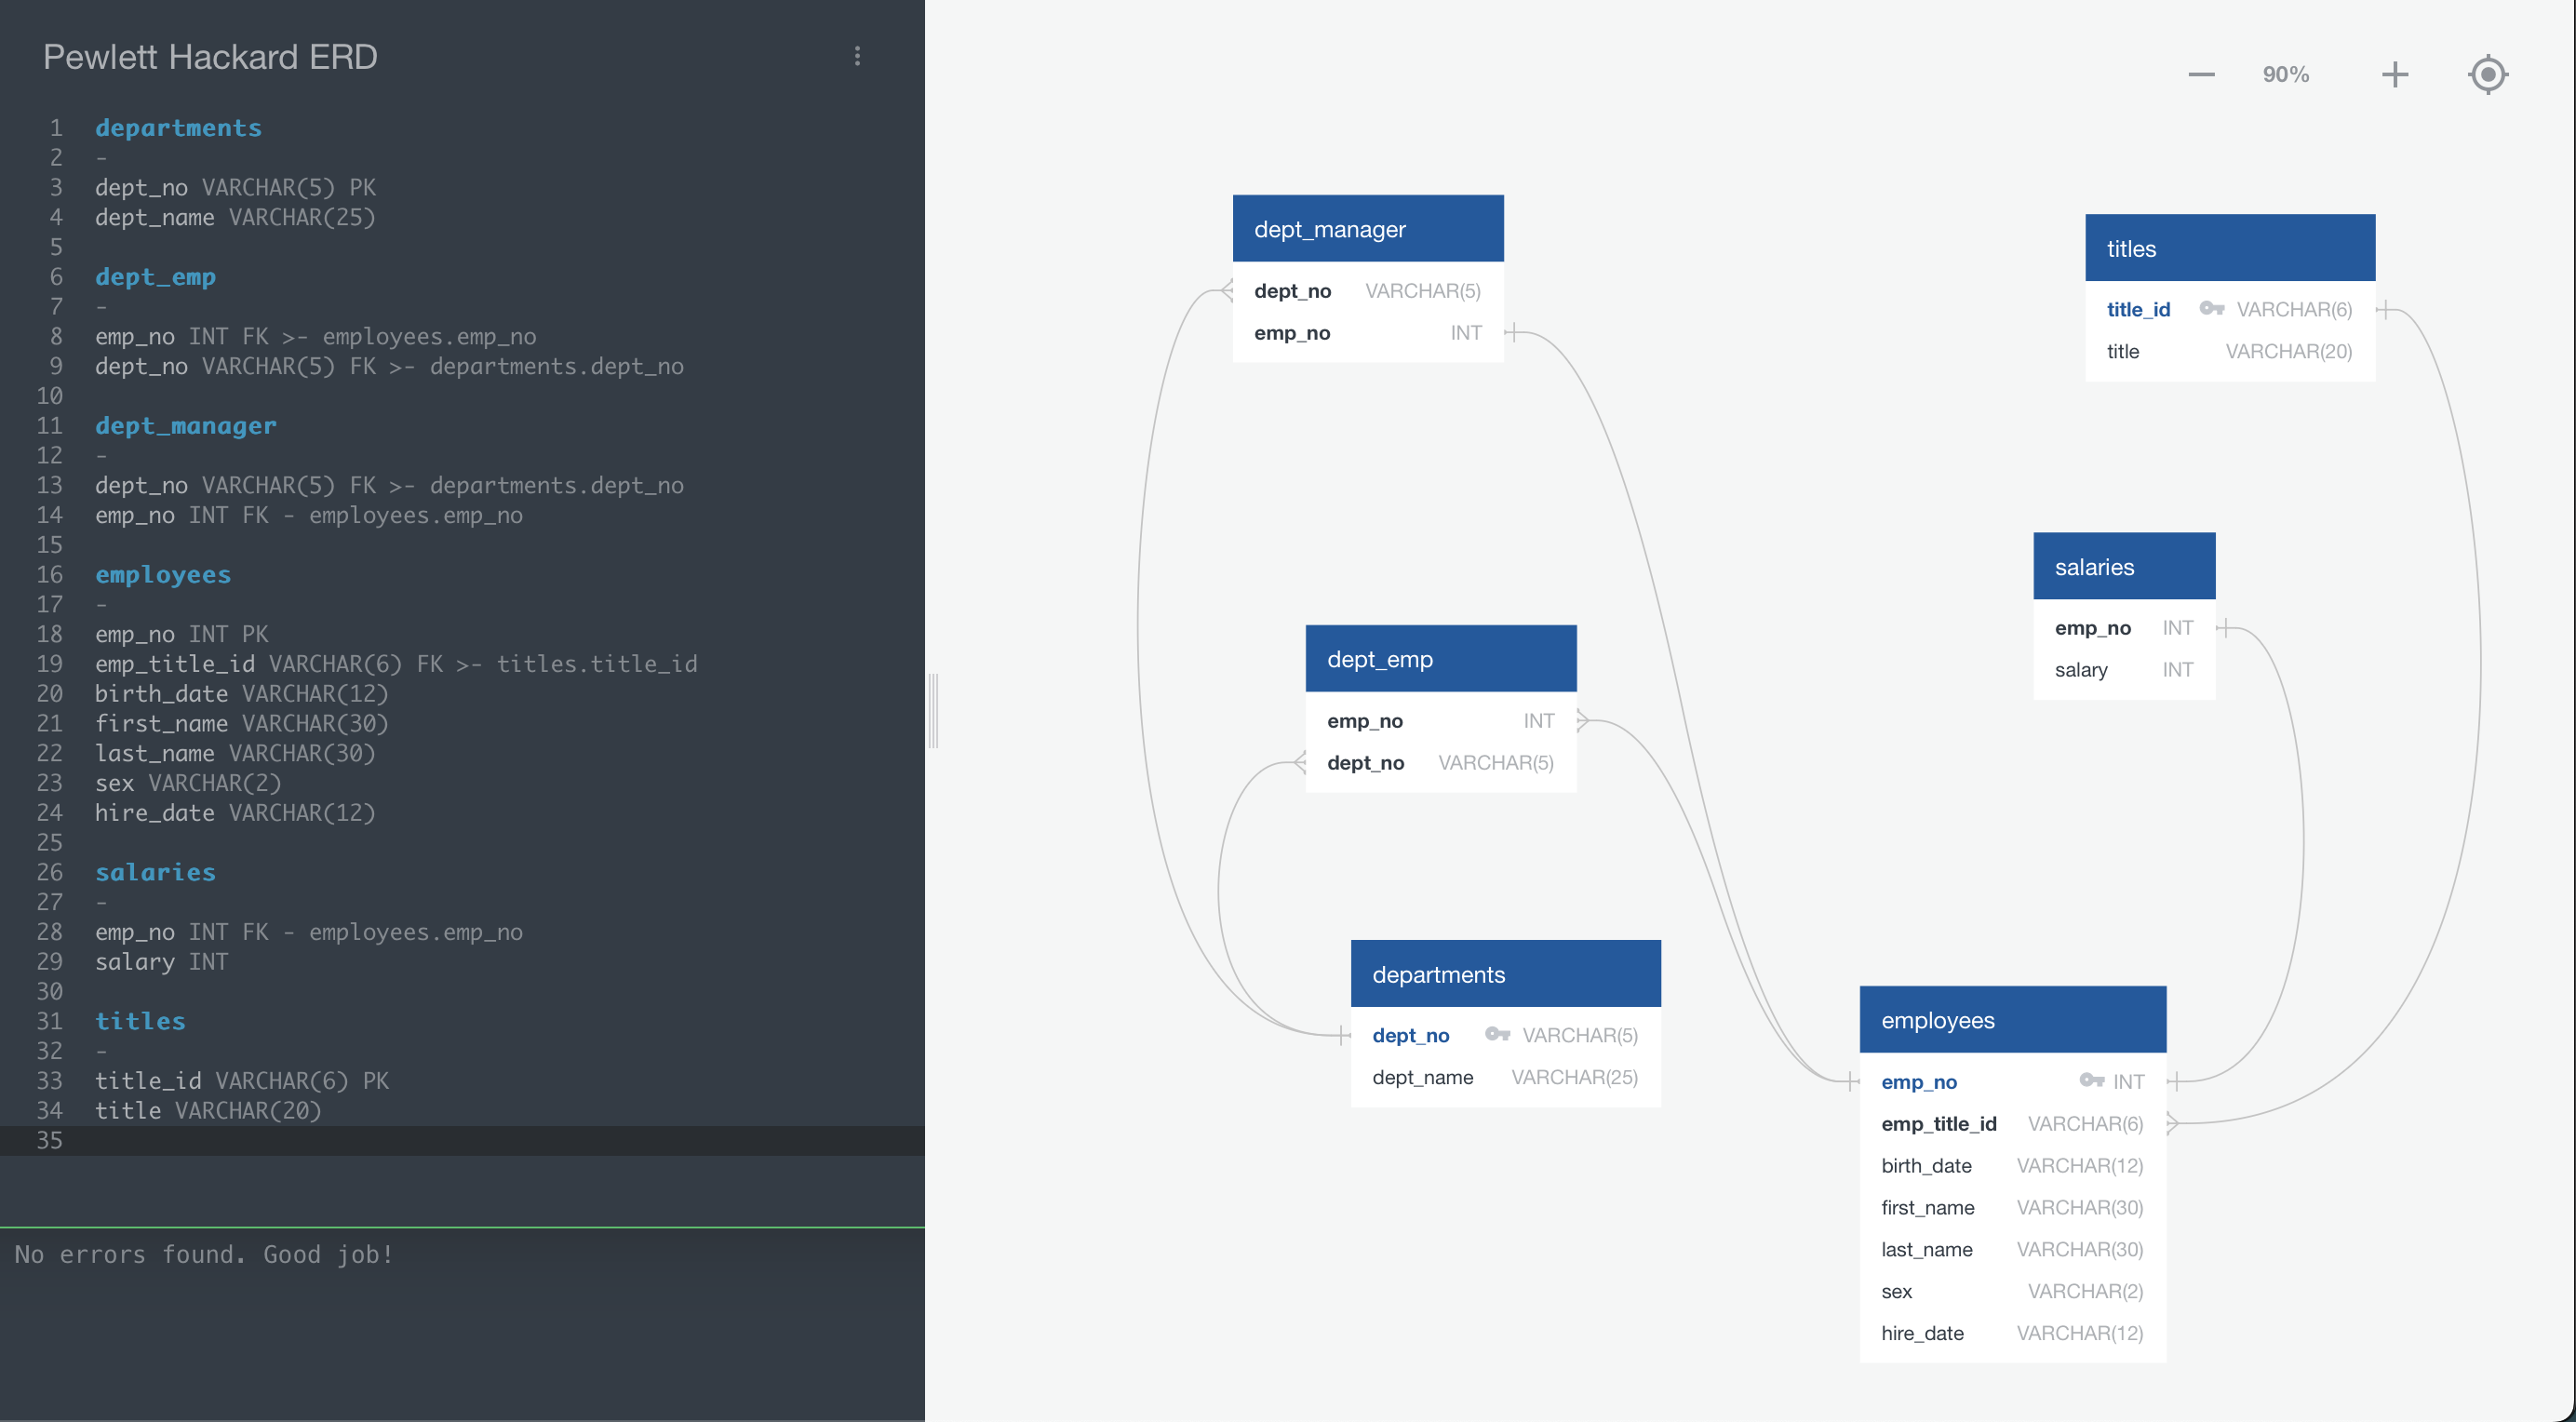 Pewlett Hackard ERD
1 departments
2 -
3 dept_no VARCHAR(5) PK
4 dept_name VARCHAR(25)
5
6 dept_emp
7 -
8 emp_no INT FK >- employees.emp_no
9 dept_no VARCHAR(5) FK >- departments.dept_no
10
11 dept_manager
12 -
13 dept_no VARCHAR(5) FK >- departments.dept_no
14 emp_no INT FK - employees.emp_no
15
16 employees
17 -
18 emp_no INT PK
19 emp_title_id VARCHAR(6) FK >- titles.title_id
20 birth_date VARCHAR(12)
21 first_name VARCHAR(30)
22 last_name VARCHAR(30)
23 sex VARCHAR(2)
24 hire_date VARCHAR(12)
25
26 salaries
27 -
28 emp_no INT FK - employees.emp_no
29 salary INT
30
31 titles
32 -
33 title_id VARCHAR(6) PK
34 title VARCHAR(20)
35
No errors found. Good job!
90%
dept_manager
dept_no VARCHAR(5)
emp_no INT
titles
title_id VARCHAR(6)
title VARCHAR(20)
salaries
emp_no INT
salary INT
dept_emp
emp_no INT
dept_no VARCHAR(5)
departments
dept_no VARCHAR(5)
dept_name VARCHAR(25)
employees
emp_no INT
emp_title_id VARCHAR(6)
birth_date VARCHAR(12)
first_name VARCHAR(30)
last_name VARCHAR(30)
sex VARCHAR(2)
hire_date VARCHAR(12)